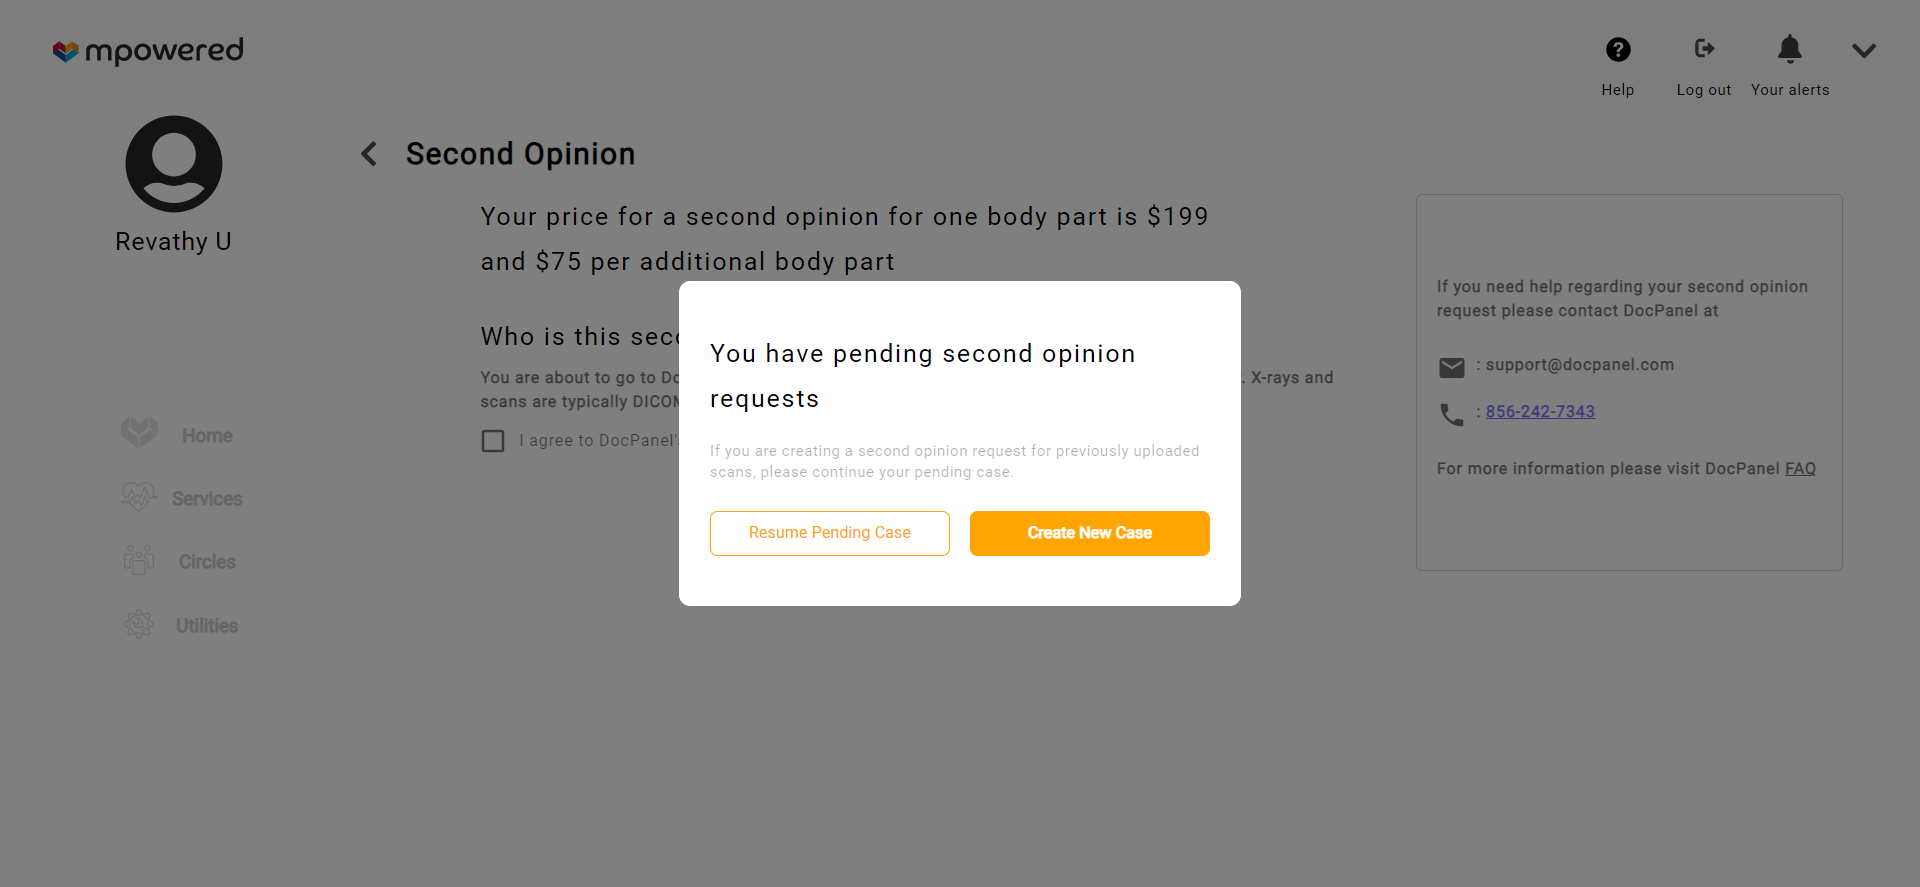 mpowered
Help
Log out
Your alerts
Revathy U
Home
Services
Circles
Utilities
Second Opinion
Your price for a second opinion for one body part is $199
and $75 per additional body part
Who is this sec
You are about to go to Do
. X-rays and
scans are typically DICOM
I agree to DocPanel's
You have pending second opinion
requests
If you are creating a second opinion request for previously uploaded
scans, please continue your pending case.
Resume Pending Case
Create New Case
If you need help regarding your second opinion
request please contact DocPanel at
: support@docpanel.com
: 856-242-7343
For more information please visit DocPanel FAQ